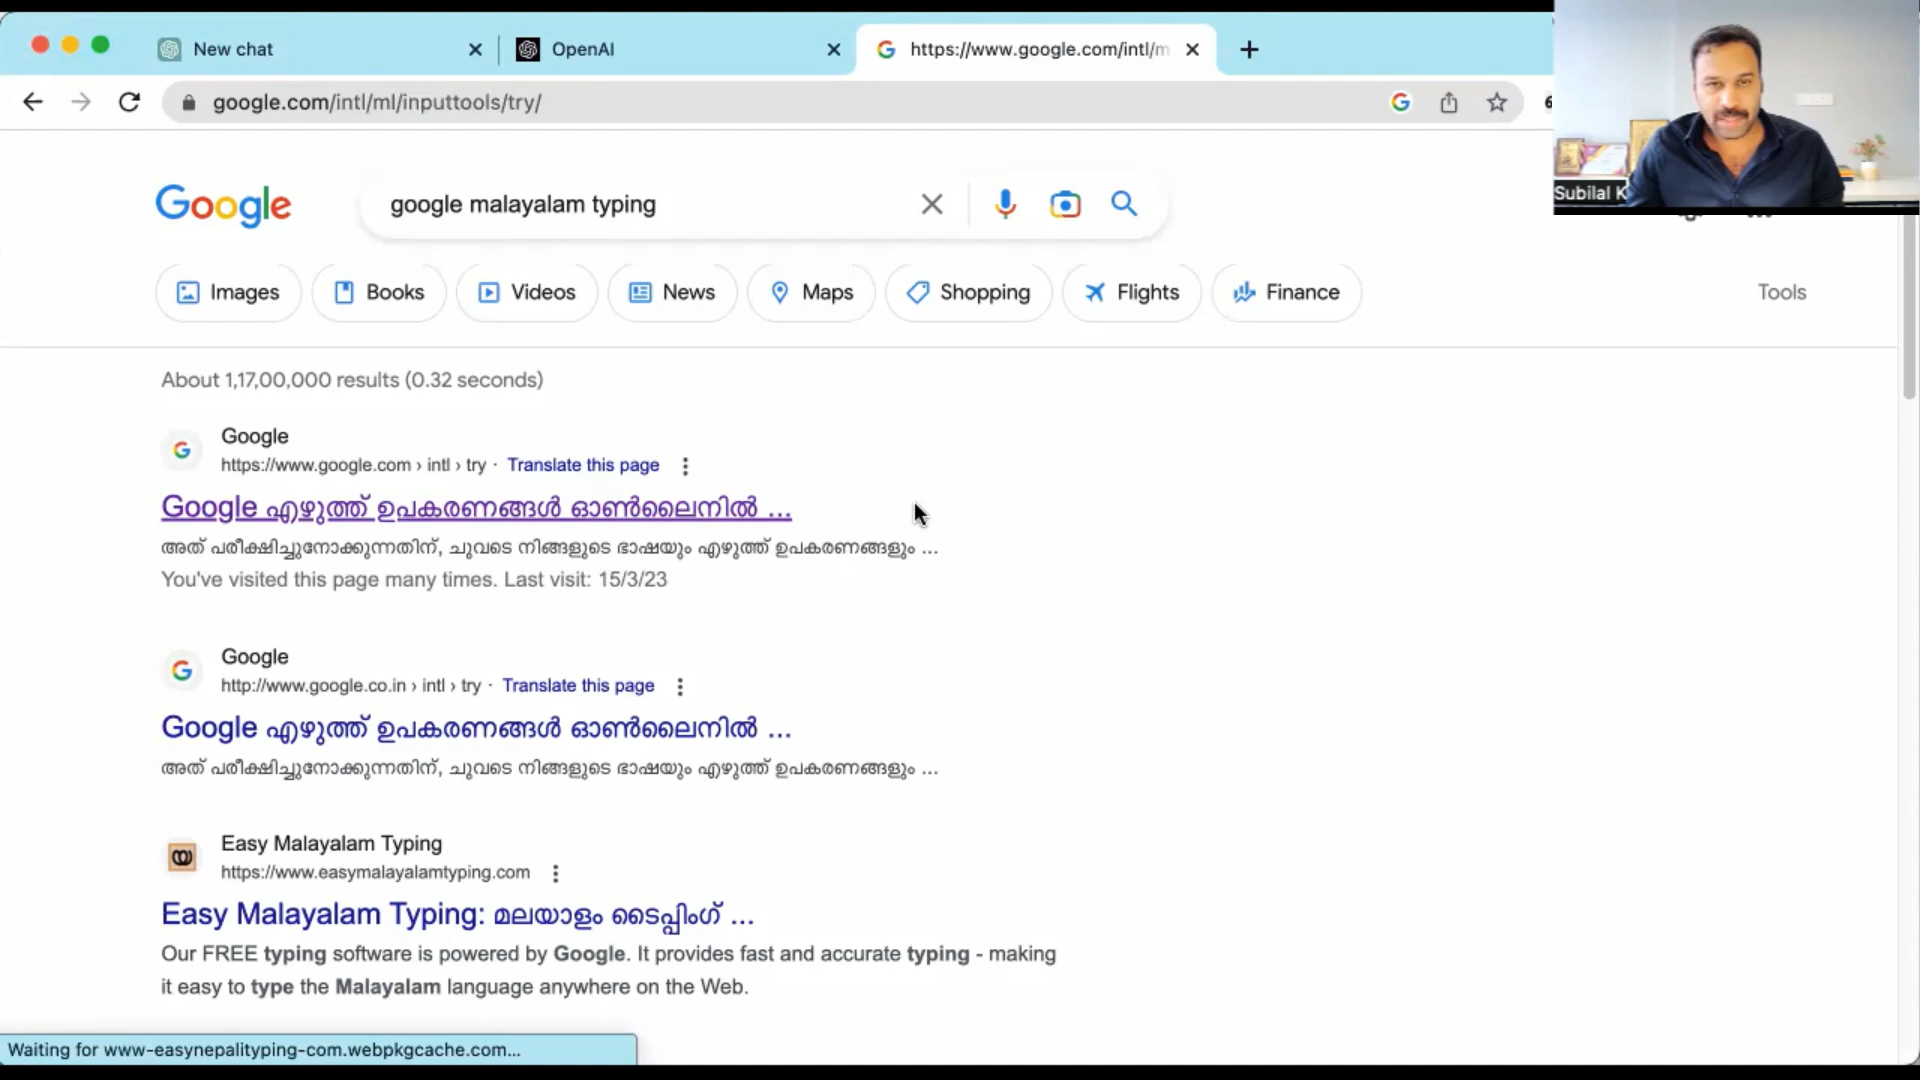 New chat
OpenAI
https://www.google.com/intl/m
google.com/intl/ml/inputtools/try/
Subilal K
Google
google malayalam typing
Images
Books
Videos
News
Maps
Shopping
Flights
Finance
Tools
About 1,17,00,000 results (0.32 seconds)
Google
https://www.google.com › intl › try · Translate this page
Google എഴുത്ത് ഉപകരണങ്ങൾ ഓൺലൈനിൽ ...
അത് പരീക്ഷിച്ചുനോക്കുന്നതിന്, ചുവടെ നിങ്ങളുടെ ഭാഷയും എഴുത്ത് ഉപകരണങ്ങളും ...
You've visited this page many times. Last visit: 15/3/23
Google
http://www.google.co.in › intl › try · Translate this page
Google എഴുത്ത് ഉപകരണങ്ങൾ ഓൺലൈനിൽ ...
അത് പരീക്ഷിച്ചുനോക്കുന്നതിന്, ചുവടെ നിങ്ങളുടെ ഭാഷയും എഴുത്ത് ഉപകരണങ്ങളും ...
Easy Malayalam Typing
https://www.easymalayalamtyping.com
Easy Malayalam Typing: മലയാളം ടൈപ്പിംഗ് ...
Our FREE typing software is powered by Google. It provides fast and accurate typing - making
it easy to type the Malayalam language anywhere on the Web.
Waiting for www-easynepalityping-com.webpkgcache.com...